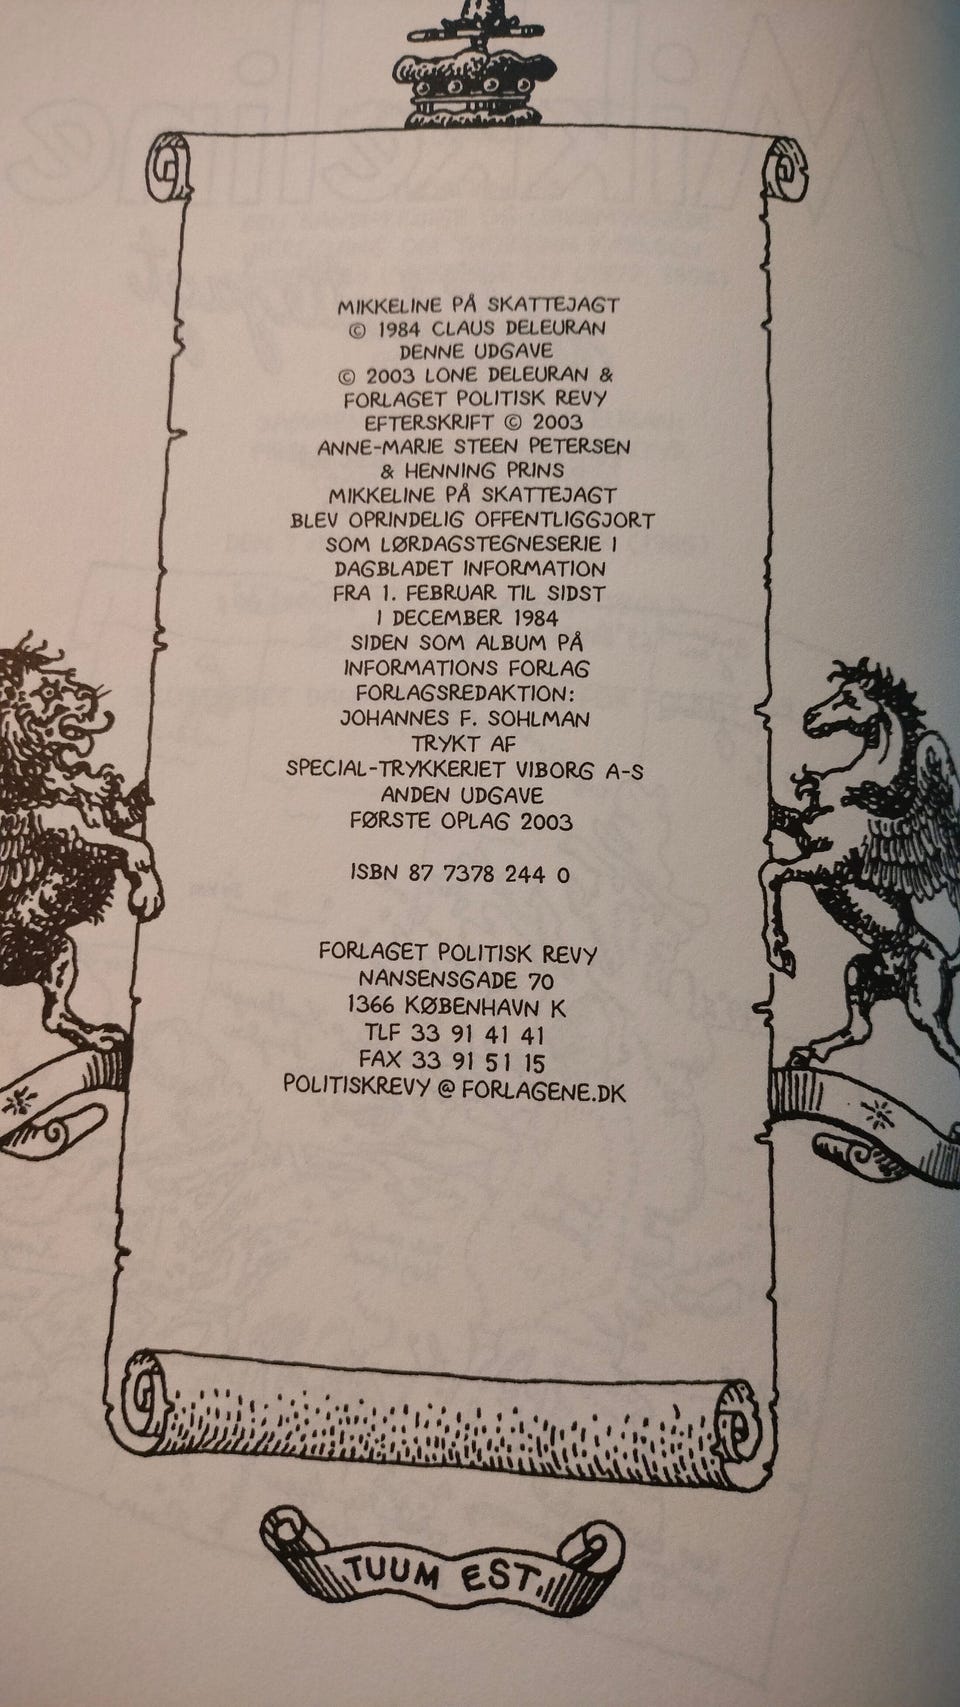 MIKKELINE PÅ SKATTEJAGT
© 1984 CLAUS DELEURAN
DENNE UDGAVE
© 2003 LONE DELEURAN &
FORLAGET POLITISK REVY
EFTERSKRIFT © 2003
ANNE-MARIE STEEN PETERSEN
& HENNING PRINS
MIKKELINE PÅ SKATTEJAGT
BLEV OPRINDELIG OFFENTLIGGJORT
SOM LØRDAGSTEGNESERIE I
DAGBLADET INFORMATION
FRA 1. FEBRUAR TIL SIDST
I DECEMBER 1984
SIDEN SOM ALBUM PÅ
INFORMATIONS FORLAG
FORLAGSREDAKTION:
JOHANNES F. SOHLMAN
TRYKT AF
SPECIAL-TRYKKERIET VIBORG A-S
ANDEN UDGAVE
FØRSTE OPLAG 2003
ISBN 87 7378 244 0
FORLAGET POLITISK REVY
NANSENSGADE 70
1366 KØBENHAVN K
TLF 33 91 41 41
FAX 33 91 51 15
POLITISKREVY @ FORLAGENE.DK
TUUM EST.